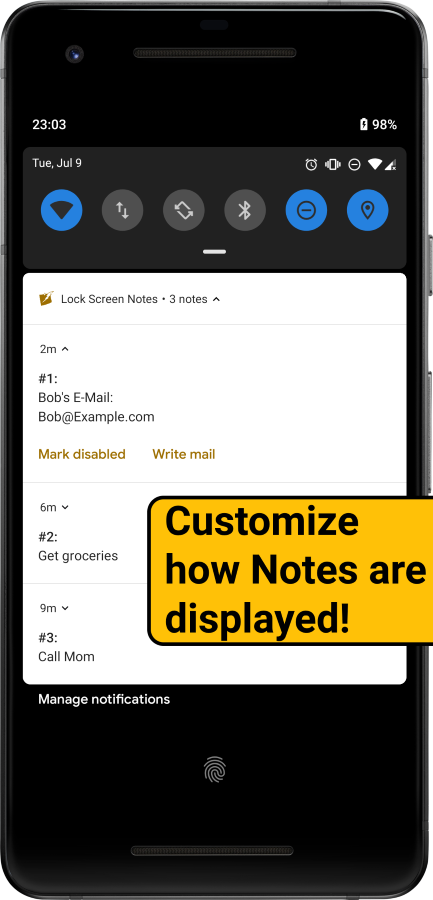 23:03 98%
Tue, Jul 9
Lock Screen Notes • 3 notes
2m
#1:
Bob's E-Mail:
Bob@Example.com
Mark disabled Write mail
6m
#2:
Get groceries
Customize
how Notes are
displayed!
9m
#3:
Call Mom
Manage notifications